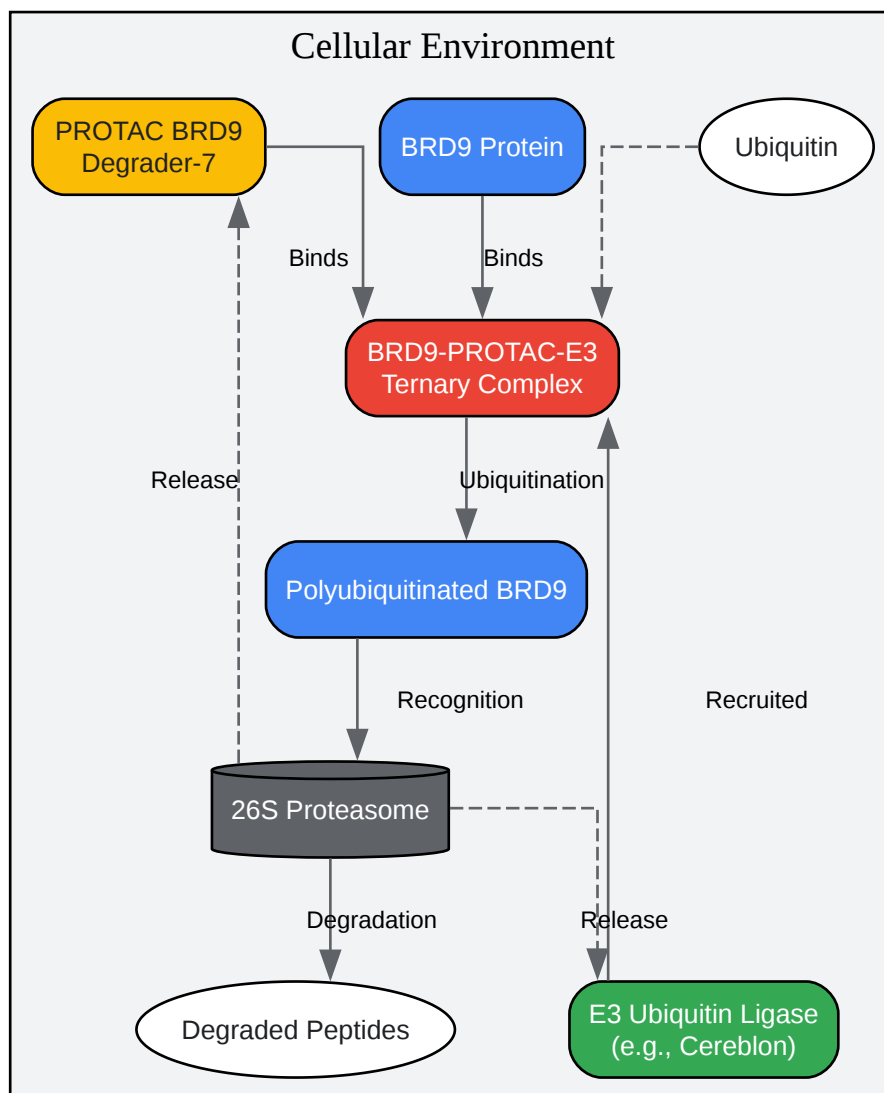 Cellular Environment
PROTAC BRD9
Degrader-7
BRD9 Protein
Ubiquitin
Binds
Binds
BRD9-PROTAC-E3
Ternary Complex
Release
Ubiquitination
Polyubiquitinated BRD9
Recognition
Recruited
26S Proteasome
Degradation
Release
Degraded Peptides
E3 Ubiquitin Ligase
(e.g., Cereblon)